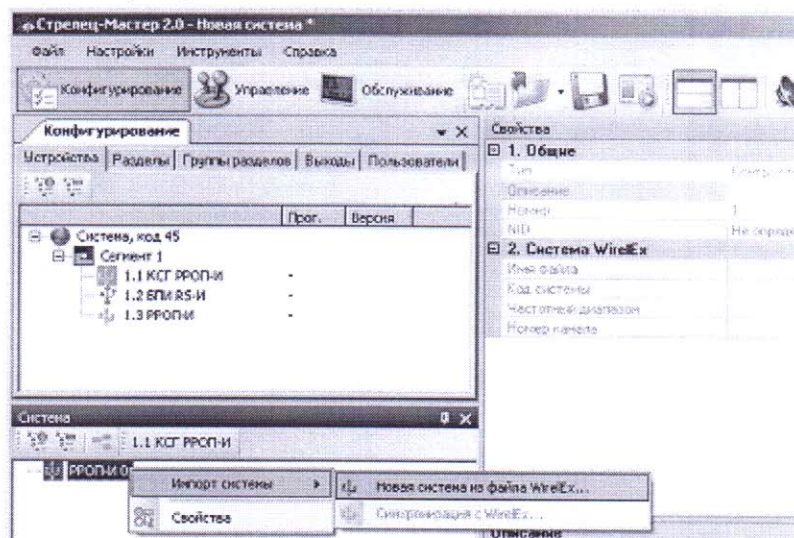 Стрелец-Мастер 2.0 - Новая система *
Файл Настройки Инструменты Справка
Конфигурирование Управление Обслуживание
Конфигурирование
Устройства Разделы Группы разделов Выходы Пользователи
Прог. Версия
Система, код 45
Сегмент 1
1.1 КСГ РРОП-И -
1.2 БПИ RS-И -
1.3 РРОП-И -
Свойства
1. Общие
Тип
Описание
Номер 1
NID
2. Система WirelEx
Имя файла
Код системы
Частотный диапазон
Номер канала
Система
1.1 КСГ РРОП-И
РРОП-И
Импорт системы
Свойства
Новая система из файла WirelEx...
Синхронизация с WirelEx...
Описание